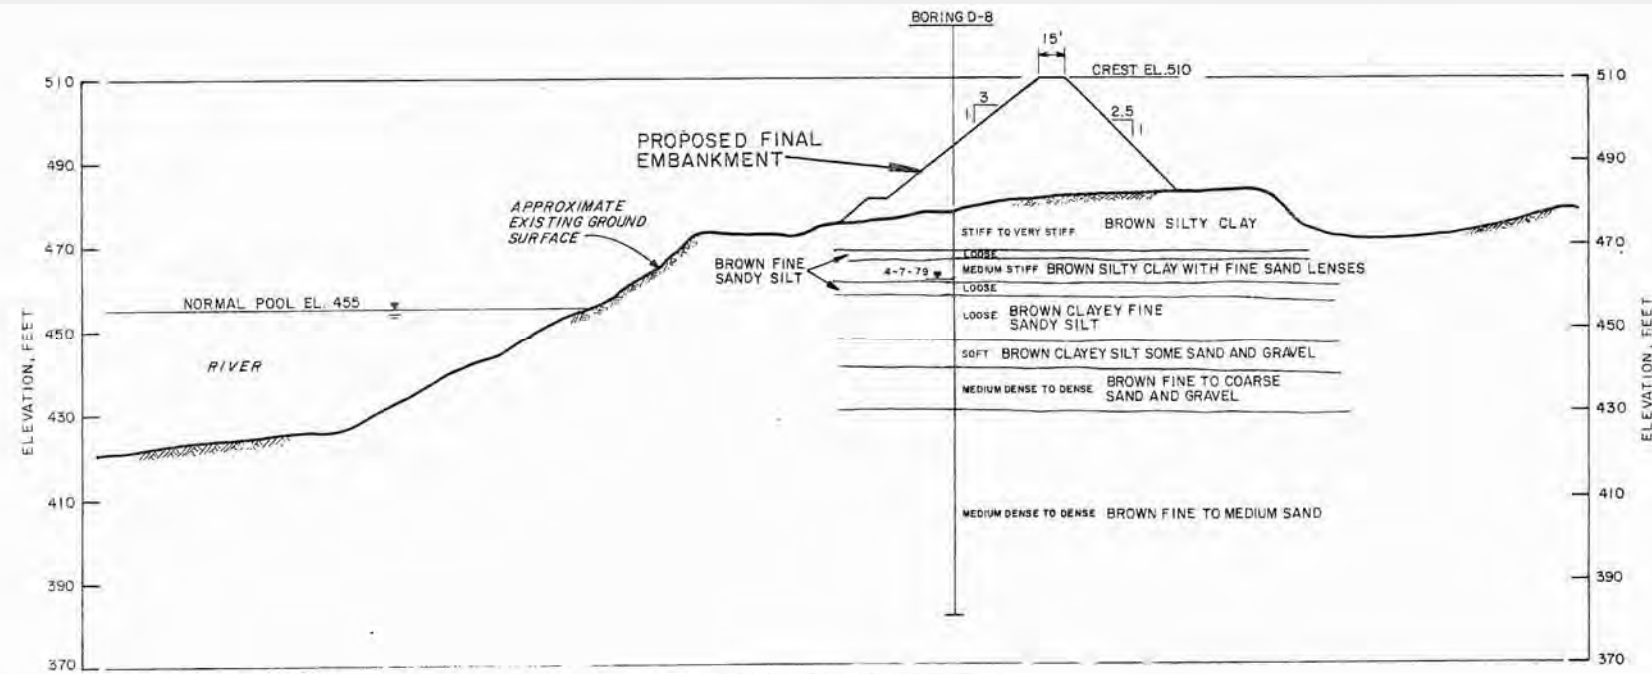 BORING D-8
15'
510
CREST EL. 510
510
3
1
2.5
1
PROPOSED FINAL
EMBANKMENT
490
490
APPROXIMATE
EXISTING GROUND
SURFACE
STIFF TO VERY STIFF BROWN SILTY CLAY
470
470
LOOSE
BROWN FINE
SANDY SILT
4-7-79
MEDIUM STIFF BROWN SILTY CLAY WITH FINE SAND LENSES
LOOSE
NORMAL POOL EL. 455
LOOSE BROWN CLAYEY FINE
SANDY SILT
450
450
RIVER
SOFT BROWN CLAYEY SILT SOME SAND AND GRAVEL
MEDIUM DENSE TO DENSE BROWN FINE TO COARSE
SAND AND GRAVEL
ELEVATION, FEET
ELEVATION, FEET
430
430
410
410
MEDIUM DENSE TO DENSE BROWN FINE TO MEDIUM SAND
390
390
370
370